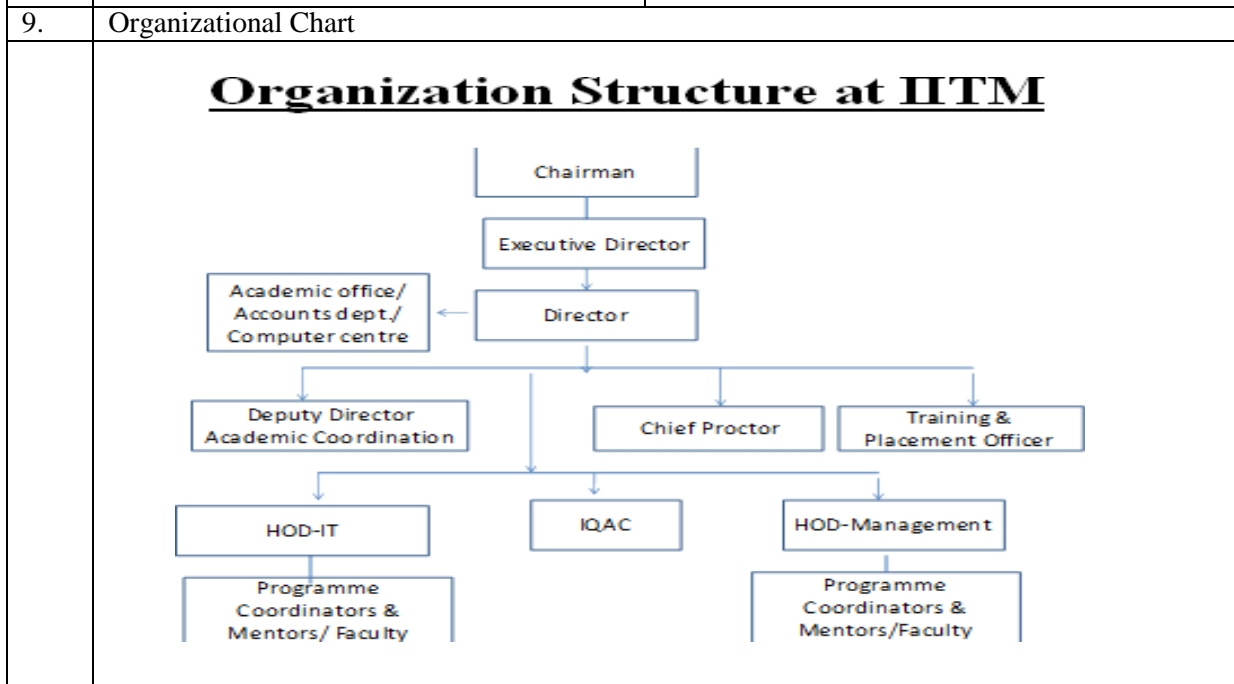 9. Organizational Chart
Organization Structure at IITM
Chairman
Executive Director
Academic office/
Accounts dept./
Computer centre
Director
Deputy Director
Academic Coordination
Chief Proctor
Training &
Placement Officer
HOD-IT
IQAC
HOD-Management
Programme
Coordinators &
Mentors/ Faculty
Programme
Coordinators &
Mentors/Faculty